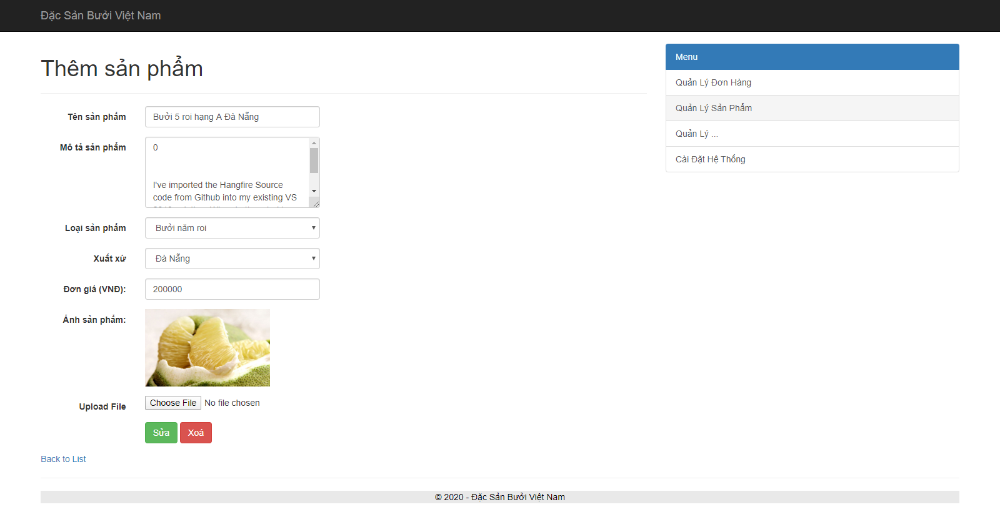 Đặc Sản Bưởi Việt Nam
Thêm sản phẩm
Tên sản phẩm
Bưởi 5 roi hạng A Đà Nẵng
Mô tả sản phẩm
0
I've imported the Hangfire Source
code from Github into my existing VS
Loại sản phẩm
Bưởi năm roi
Xuất xứ
Đà Nẵng
Đơn giá (VNĐ):
200000
Ảnh sản phẩm:
Upload File
Choose File No file chosen
Sửa Xoá
Back to List
Menu
Quản Lý Đơn Hàng
Quản Lý Sản Phẩm
Quản Lý ...
Cài Đặt Hệ Thống
© 2020 - Đặc Sản Bưởi Việt Nam